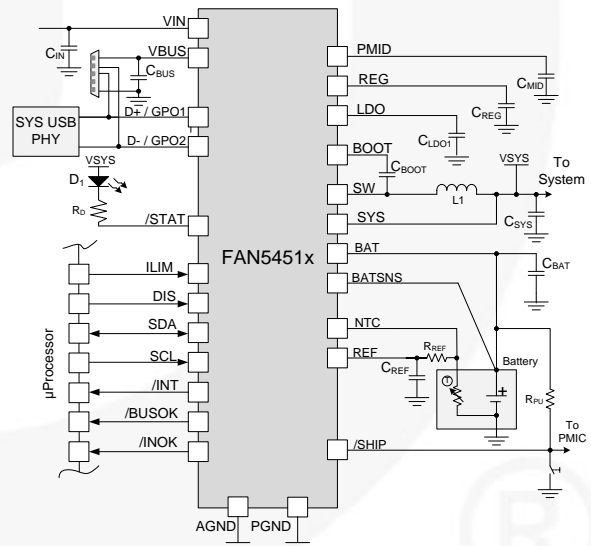 VIN
CIN
VBUS
CBUS
D+ / GPO1
SYS USB
PHY
D- / GPO2
VSYS
D1
RD
/STAT
FAN5451x
µProcessor
ILIM
DIS
SDA
SCL
/INT
/BUSOK
/INOK
AGND
PGND
PMID
CMID
REG
CREG
LDO
CLDO1
BOOT
CBOOT
VSYS
To
System
SW
L1
SYS
CSYS
BAT
CBAT
BATSNS
NTC
RREF
REF
CREF
Battery
T
+
RPU
To
PMIC
/SHIP
®